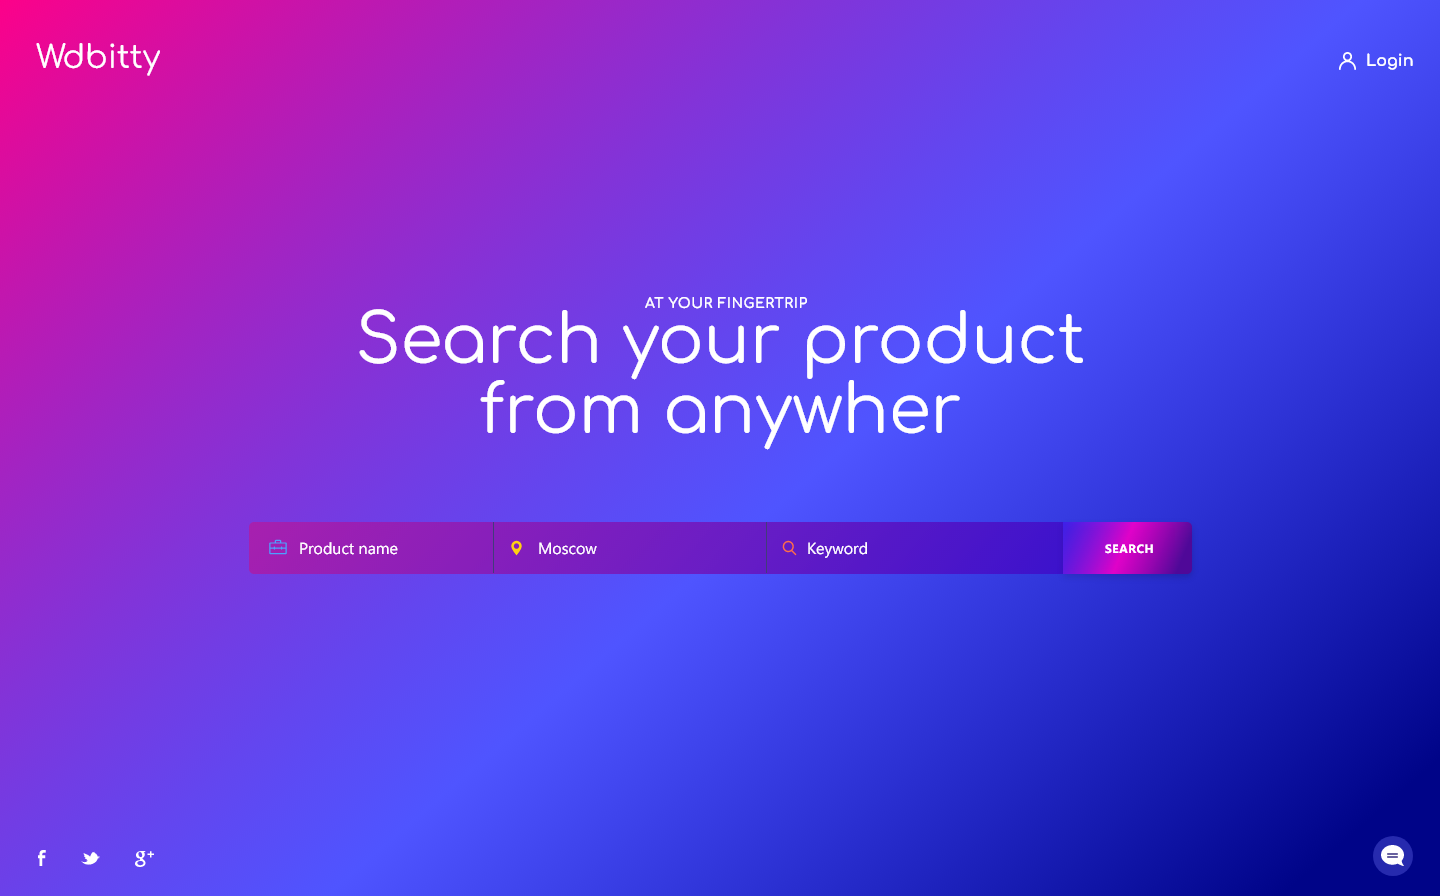 Wdbitty
Login
AT YOUR FINGERTRIP
Search your product
from anywher
Product name
Moscow
Keyword
SEARCH
f
g+